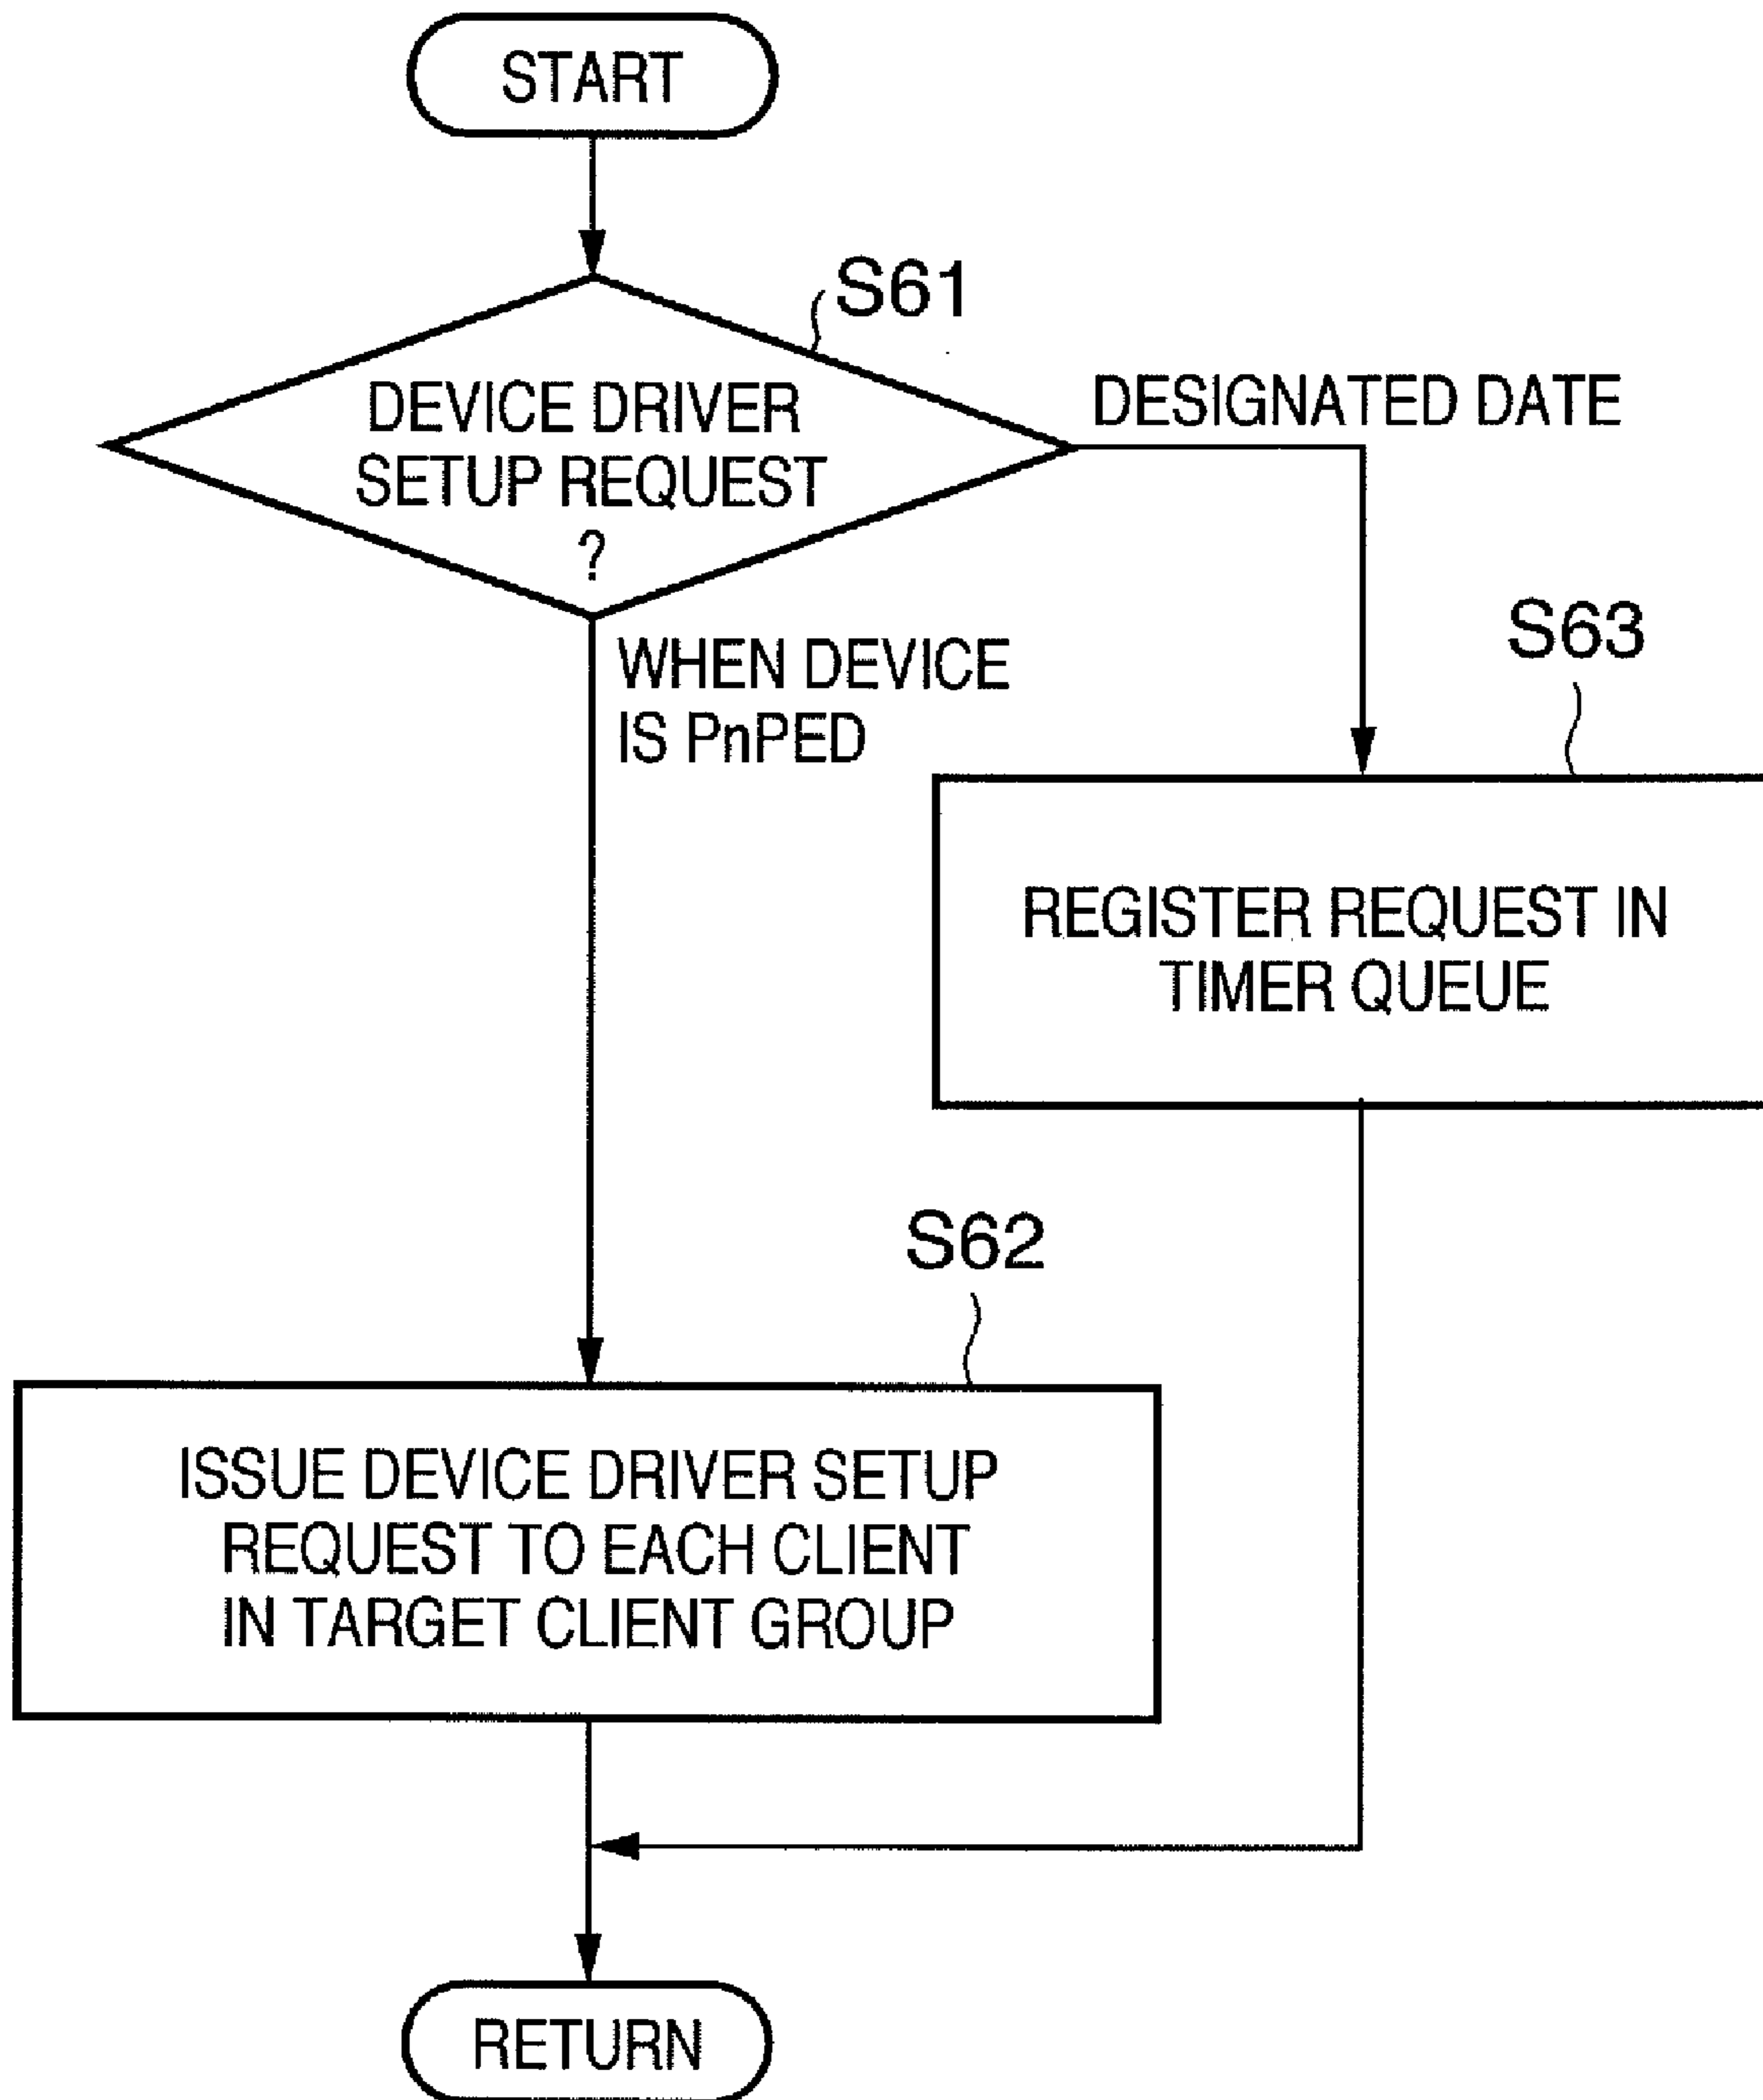 START
S61
DEVICE DRIVER
SETUP REQUEST
?
DESIGNATED DATE
WHEN DEVICE
IS PnPED
S63
REGISTER REQUEST IN
TIMER QUEUE
S62
ISSUE DEVICE DRIVER SETUP
REQUEST TO EACH CLIENT
IN TARGET CLIENT GROUP
RETURN